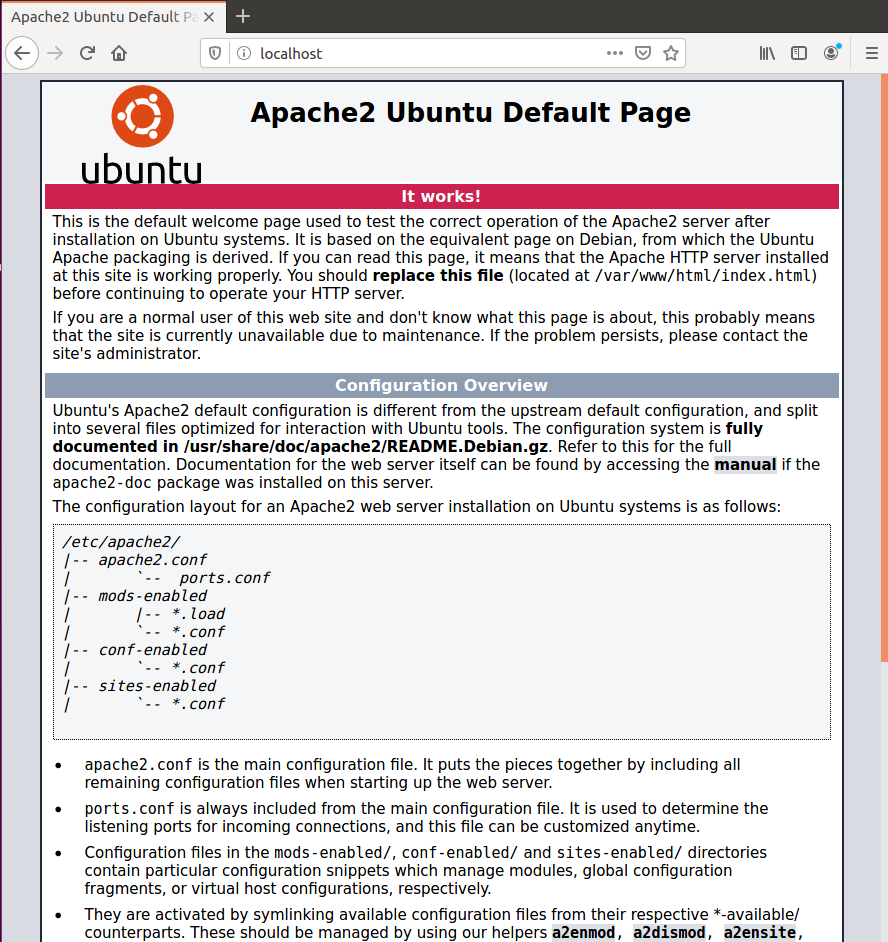 Apache2 Ubuntu Default Pa
localhost
ubuntu
Apache2 Ubuntu Default Page
It works!
This is the default welcome page used to test the correct operation of the Apache2 server after
installation on Ubuntu systems. It is based on the equivalent page on Debian, from which the Ubuntu
Apache packaging is derived. If you can read this page, it means that the Apache HTTP server installed
at this site is working properly. You should replace this file (located at /var/www/html/index.html)
before continuing to operate your HTTP server.
If you are a normal user of this web site and don't know what this page is about, this probably means
that the site is currently unavailable due to maintenance. If the problem persists, please contact the
site's administrator.
Configuration Overview
Ubuntu's Apache2 default configuration is different from the upstream default configuration, and split
into several files optimized for interaction with Ubuntu tools. The configuration system is fully
documented in /usr/share/doc/apache2/README.Debian.gz. Refer to this for the full
documentation. Documentation for the web server itself can be found by accessing the manual if the
apache2-doc package was installed on this server.
The configuration layout for an Apache2 web server installation on Ubuntu systems is as follows:
/etc/apache2/
|-- apache2.conf
|       `--  ports.conf
|-- mods-enabled
|       |-- *.load
|       `-- *.conf
|-- conf-enabled
|       `-- *.conf
|-- sites-enabled
|       `-- *.conf
• apache2.conf is the main configuration file. It puts the pieces together by including all
remaining configuration files when starting up the web server.
• ports.conf is always included from the main configuration file. It is used to determine the
listening ports for incoming connections, and this file can be customized anytime.
• Configuration files in the mods-enabled/, conf-enabled/ and sites-enabled/ directories
contain particular configuration snippets which manage modules, global configuration
fragments, or virtual host configurations, respectively.
• They are activated by symlinking available configuration files from their respective *-available/
counterparts. These should be managed by using our helpers a2enmod, a2dismod, a2ensite,